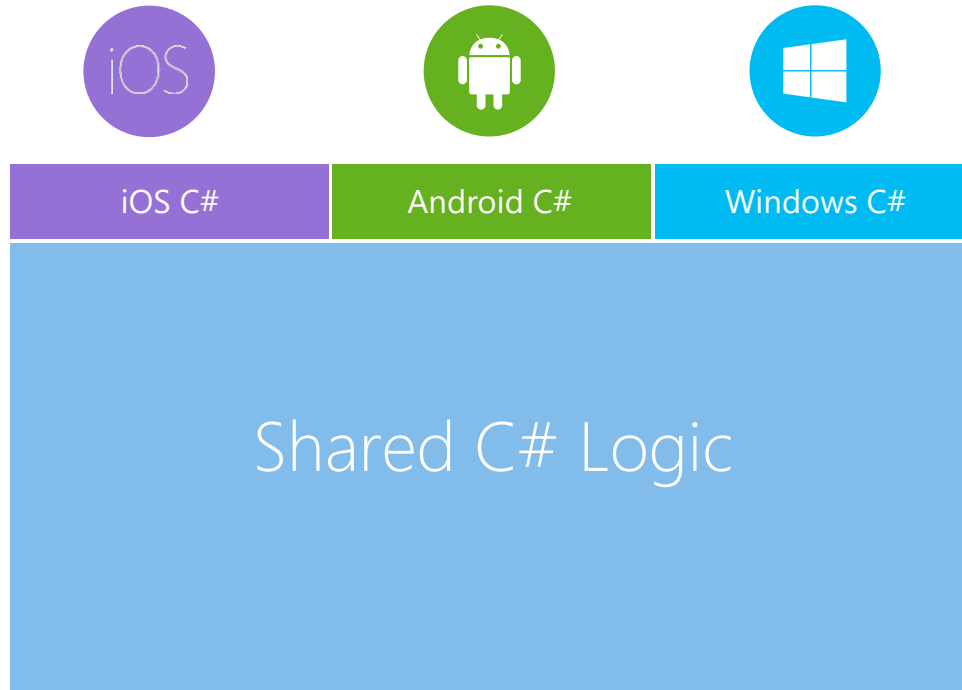 iOS
iOS C#
Android C#
Windows C#
Shared C# Logic